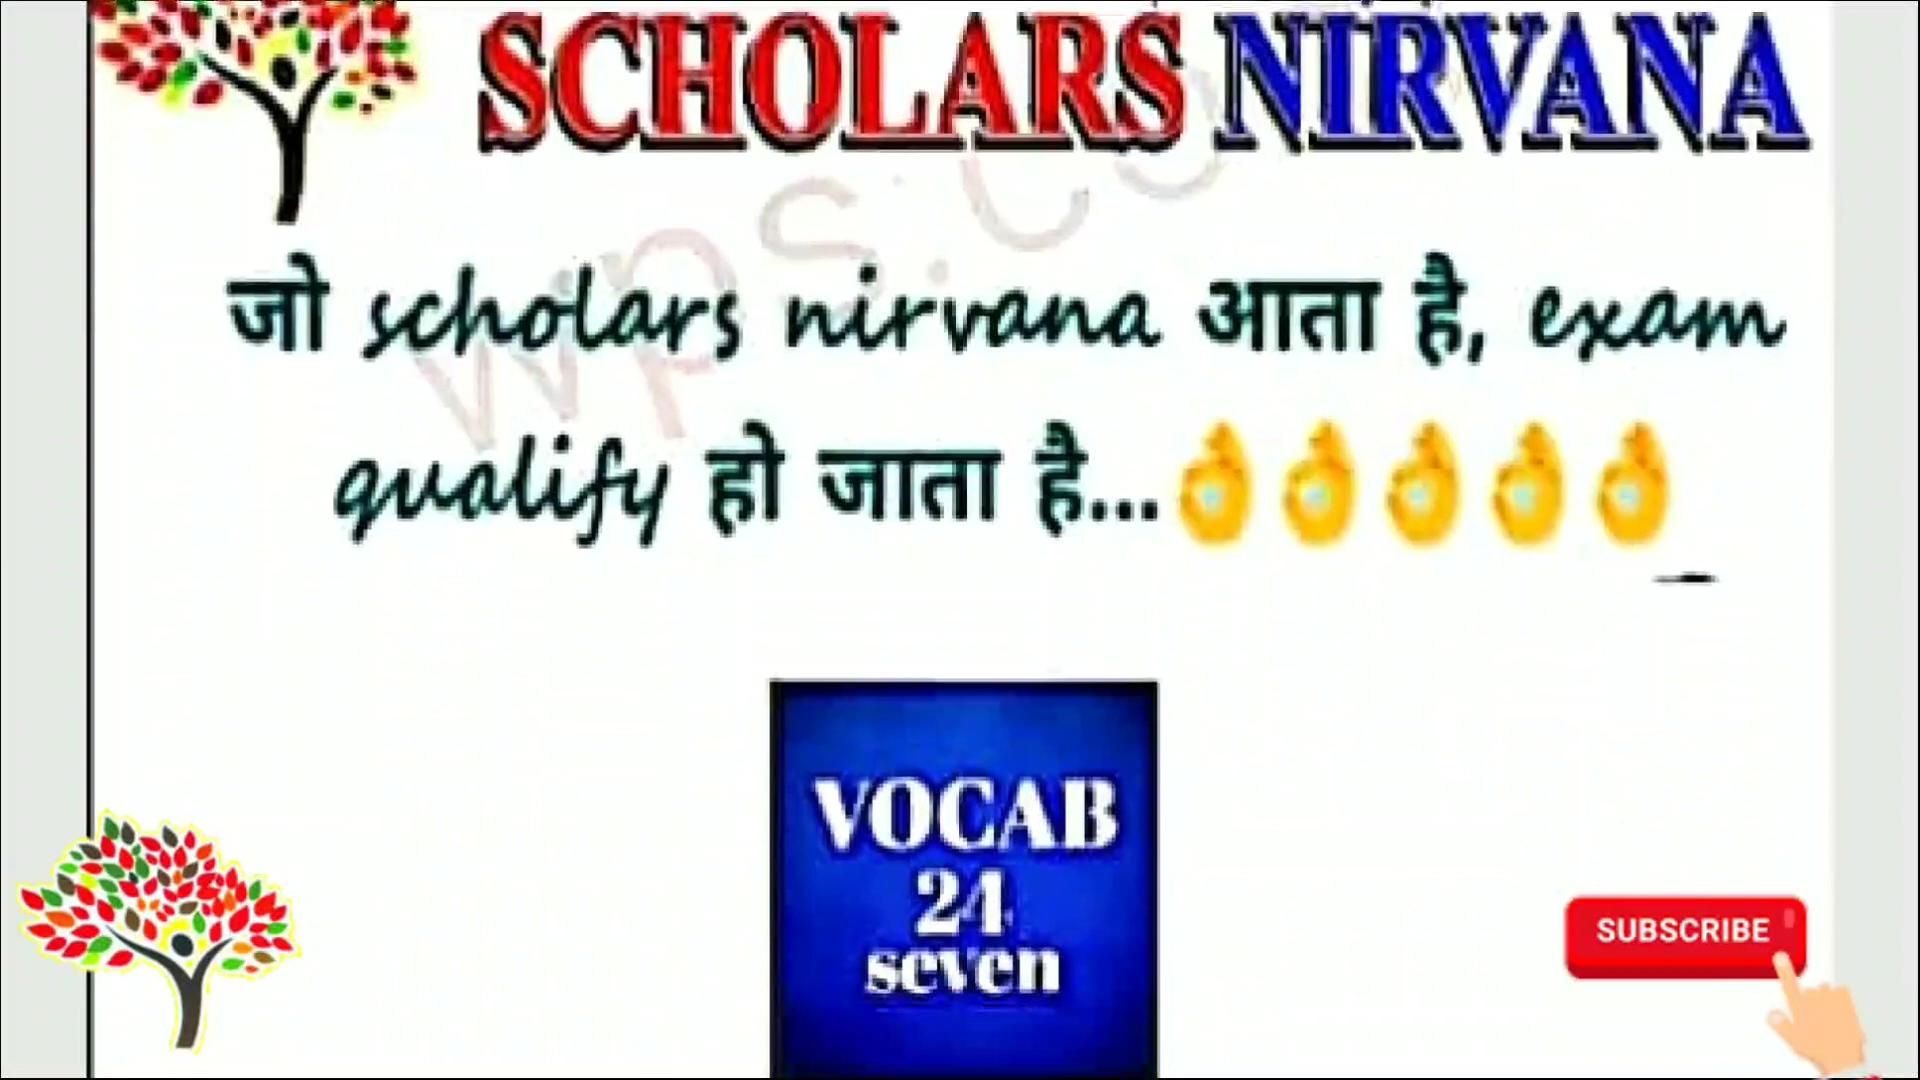 SCHOLARS NIRVANA
जो scholars nirvana आता है, exam
qualify हो जाता है...👌👌👌👌👌
VOCAB
24
seven
SUBSCRIBE